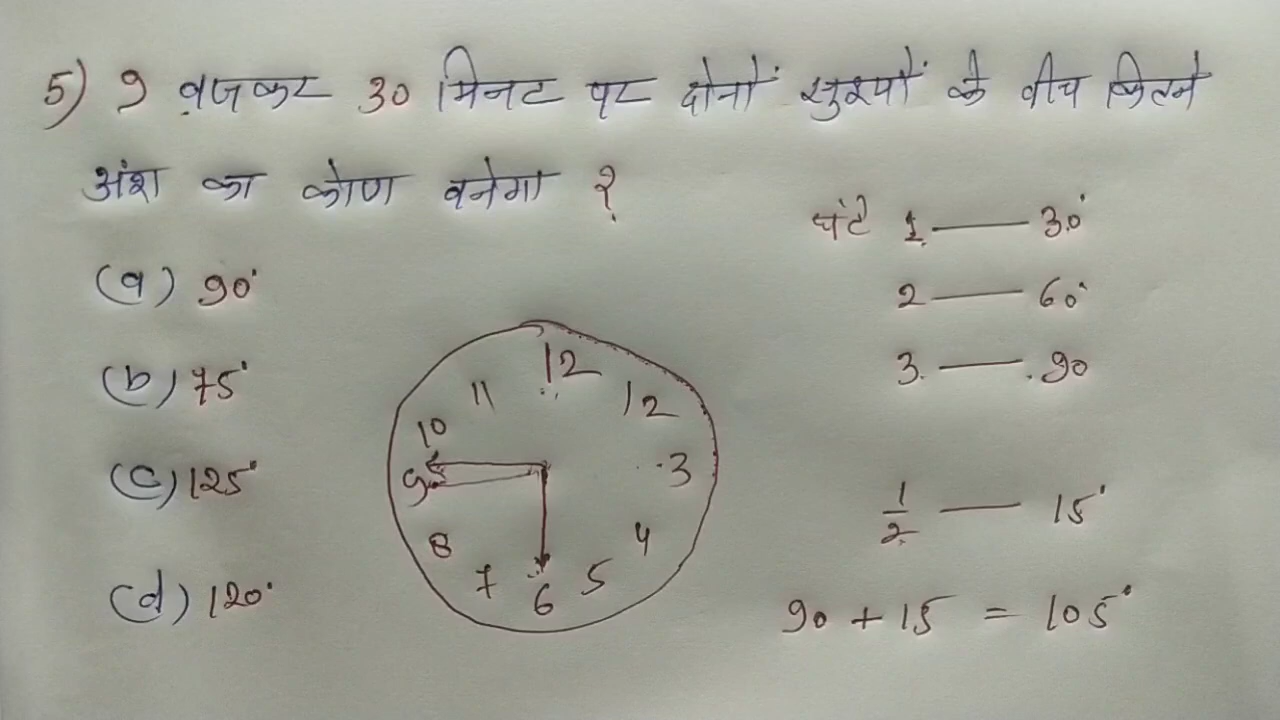 5) 9 बजकर 30 मिनट पर दोनों सुइयों के बीच कितने
अंश का कोण बनेगा ?
(a) 90°
(b) 75°
(c) 125°
(d) 120°
घंटे 1 — 30°
2 — 60°
3. — 90
1/2 — 15°
90 + 15 = 105°
12
12
3
4
5
6
7
8
9
10
11